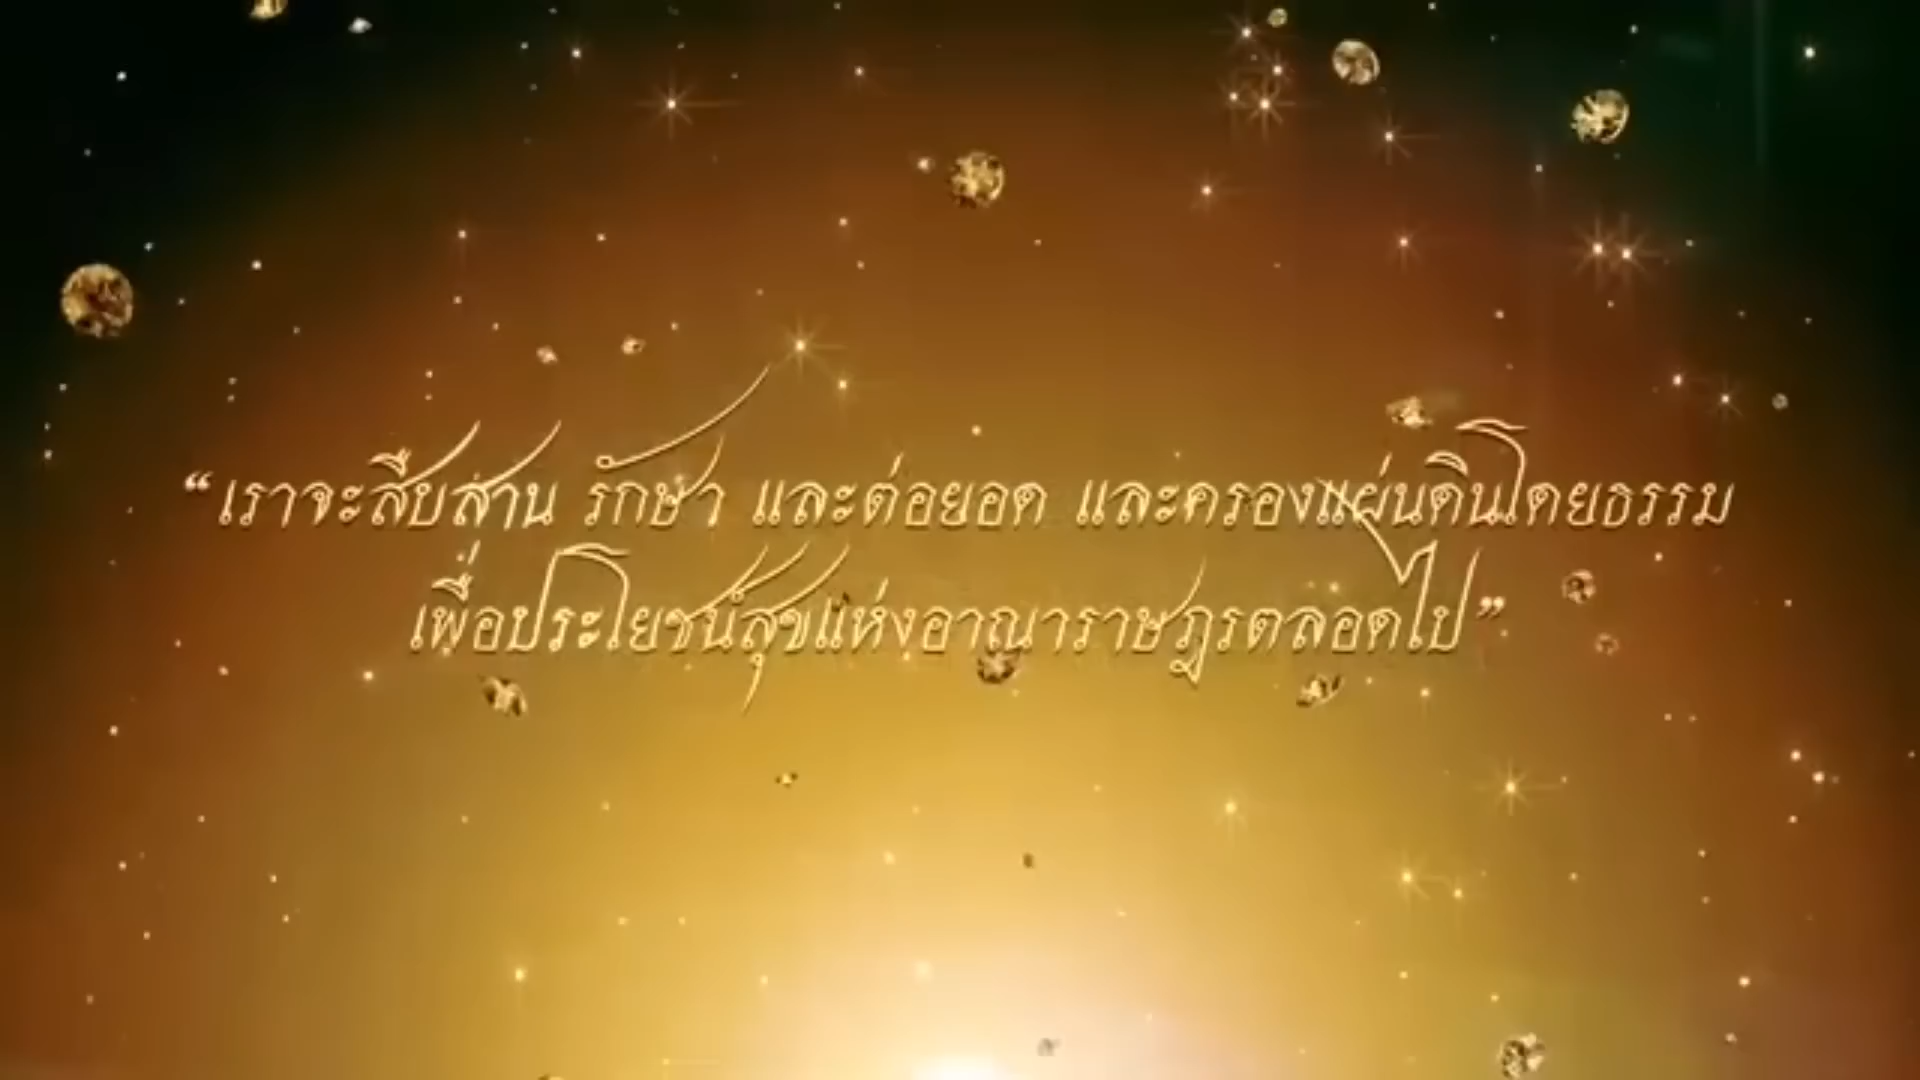 “เราจะสืบสาน รักษา และต่อยอด และครองแผ่นดินโดยธรรม
เพื่อประโยชน์สุขแห่งอาณาราษฎรตลอดไป”